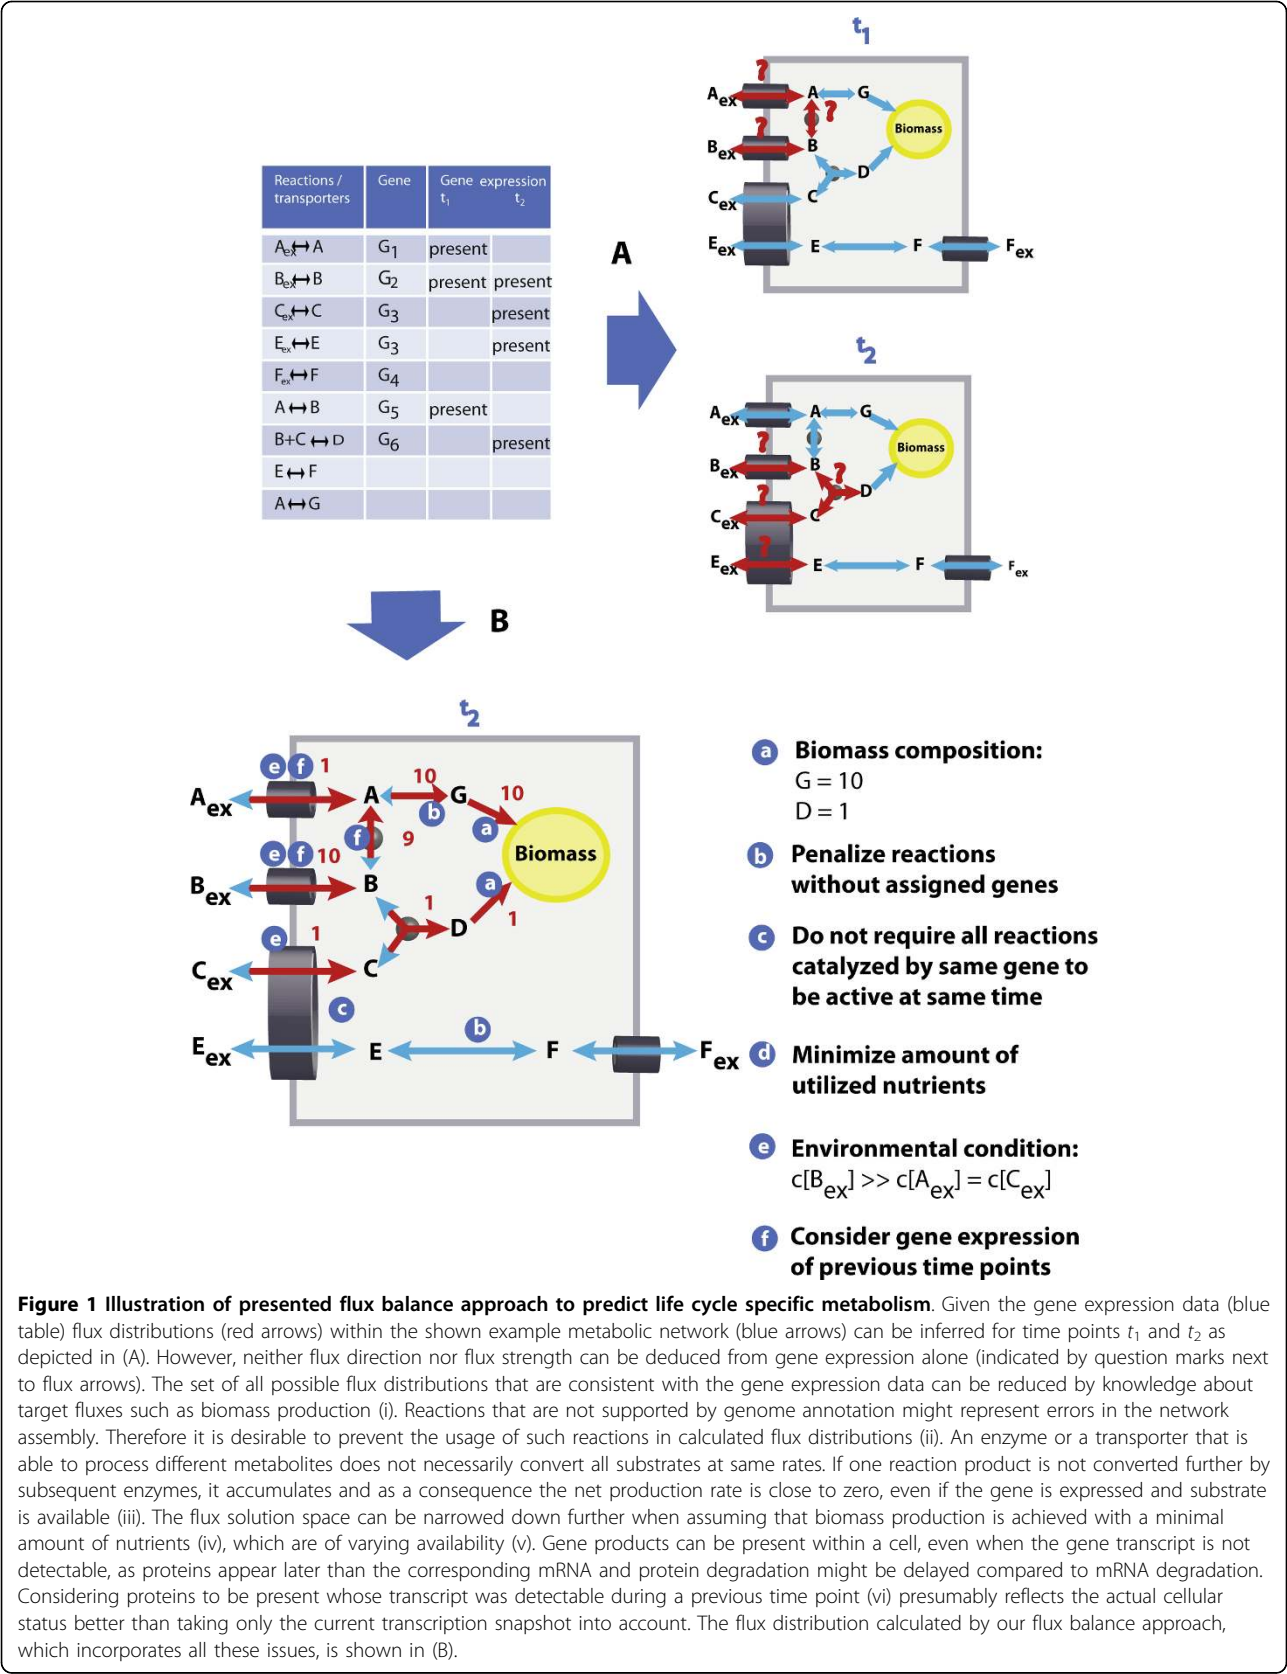 t1
Aex
?
A
G
?
Biomass
Bex
?
B
D
Cex
C
Eex
E
F
Fex
Reactions / transporters Gene Gene expression t1 t2
Aex↔A G1 present
Bex↔B G2 present present
Cex↔C G3 present
Eex↔E G3 present
Fex↔F G4
A↔B G5 present
B+C↔D G6 present
E↔F
A↔G
A
t2
Aex
A
G
Biomass
?
Bex
B
?
D
?
Cex
C
?
Eex
E
F
Fex
B
t2
e f 1
Aex
A
10
G
10
b
a
f
9
Biomass
e f 10
Bex
B
a
1
D
1
e
1
Cex
C
c
b
Eex
E
F
Fex
a Biomass composition:
G = 10
D = 1
b Penalize reactions
without assigned genes
c Do not require all reactions
catalyzed by same gene to
be active at same time
d Minimize amount of
utilized nutrients
e Environmental condition:
c[Bex] >> c[Aex] = c[Cex]
f Consider gene expression
of previous time points
Figure 1 Illustration of presented flux balance approach to predict life cycle specific metabolism. Given the gene expression data (blue
table) flux distributions (red arrows) within the shown example metabolic network (blue arrows) can be inferred for time points t1 and t2 as
depicted in (A). However, neither flux direction nor flux strength can be deduced from gene expression alone (indicated by question marks next
to flux arrows). The set of all possible flux distributions that are consistent with the gene expression data can be reduced by knowledge about
target fluxes such as biomass production (i). Reactions that are not supported by genome annotation might represent errors in the network
assembly. Therefore it is desirable to prevent the usage of such reactions in calculated flux distributions (ii). An enzyme or a transporter that is
able to process different metabolites does not necessarily convert all substrates at same rates. If one reaction product is not converted further by
subsequent enzymes, it accumulates and as a consequence the net production rate is close to zero, even if the gene is expressed and substrate
is available (iii). The flux solution space can be narrowed down further when assuming that biomass production is achieved with a minimal
amount of nutrients (iv), which are of varying availability (v). Gene products can be present within a cell, even when the gene transcript is not
detectable, as proteins appear later than the corresponding mRNA and protein degradation might be delayed compared to mRNA degradation.
Considering proteins to be present whose transcript was detectable during a previous time point (vi) presumably reflects the actual cellular
status better than taking only the current transcription snapshot into account. The flux distribution calculated by our flux balance approach,
which incorporates all these issues, is shown in (B).